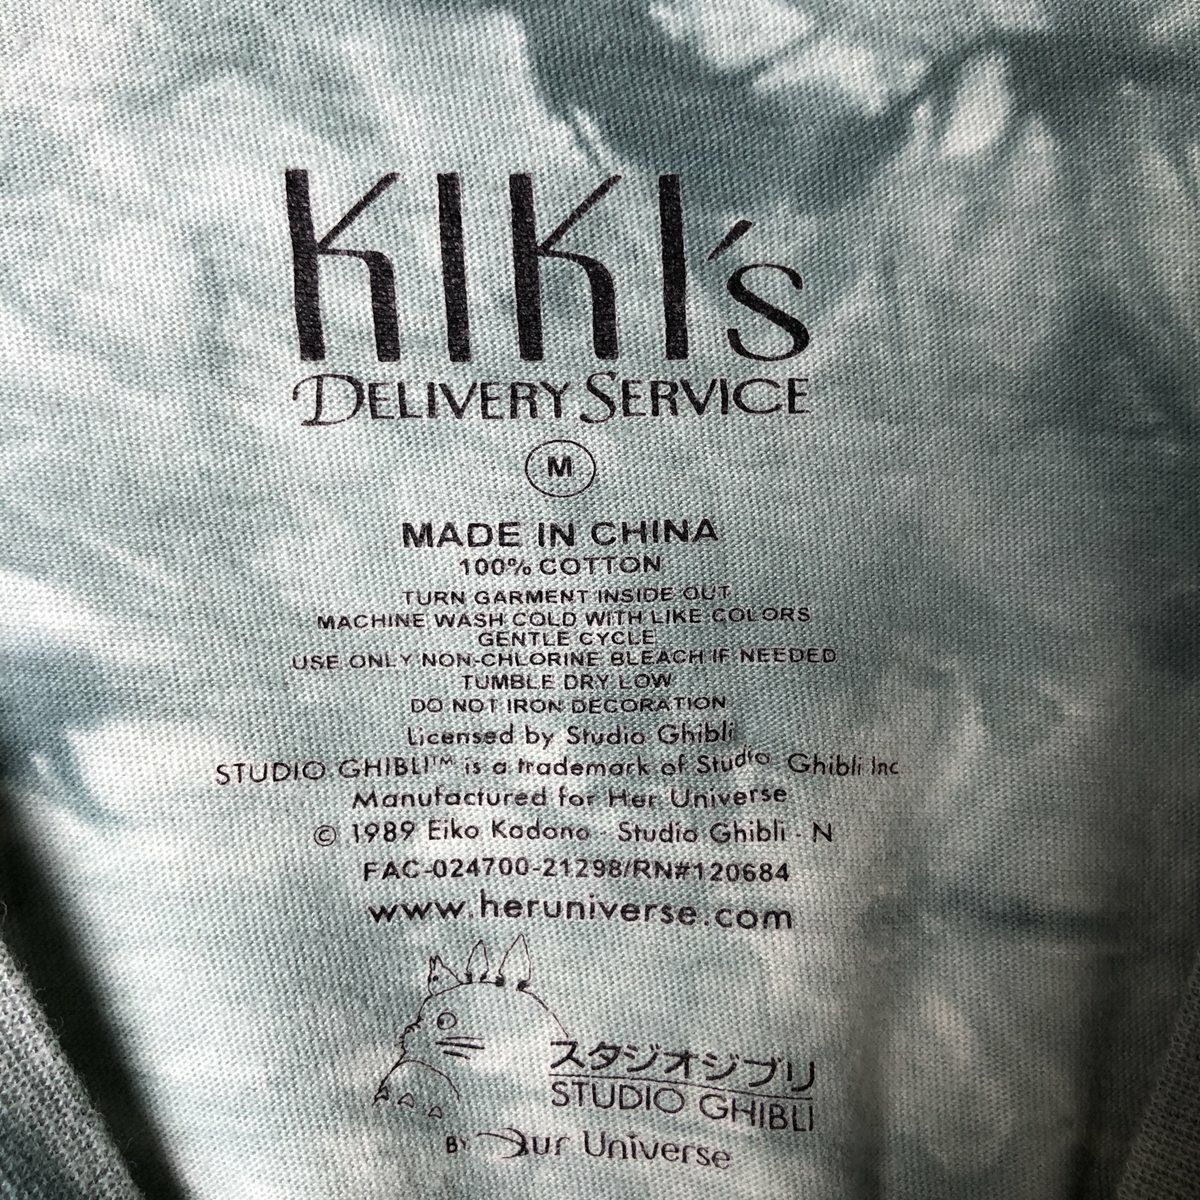 KIKI's
DELIVERY SERVICE
M
MADE IN CHINA
100% COTTON
TURN GARMENT INSIDE OUT
MACHINE WASH COLD WITH LIKE COLORS
GENTLE CYCLE
USE ONLY NON-CHLORINE BLEACH IF NEEDED
TUMBLE DRY LOW
DO NOT IRON DECORATION
Licensed by Studio Ghibli
STUDIO GHIBLI™ is a trademark of Studio Ghibli Inc
Manufactured for Her Universe
© 1989 Eiko Kadono - Studio Ghibli - N
FAC-024700-21298/RN#120684
www.heruniverse.com
スタジオジブリ
STUDIO GHIBLI
BY Our Universe